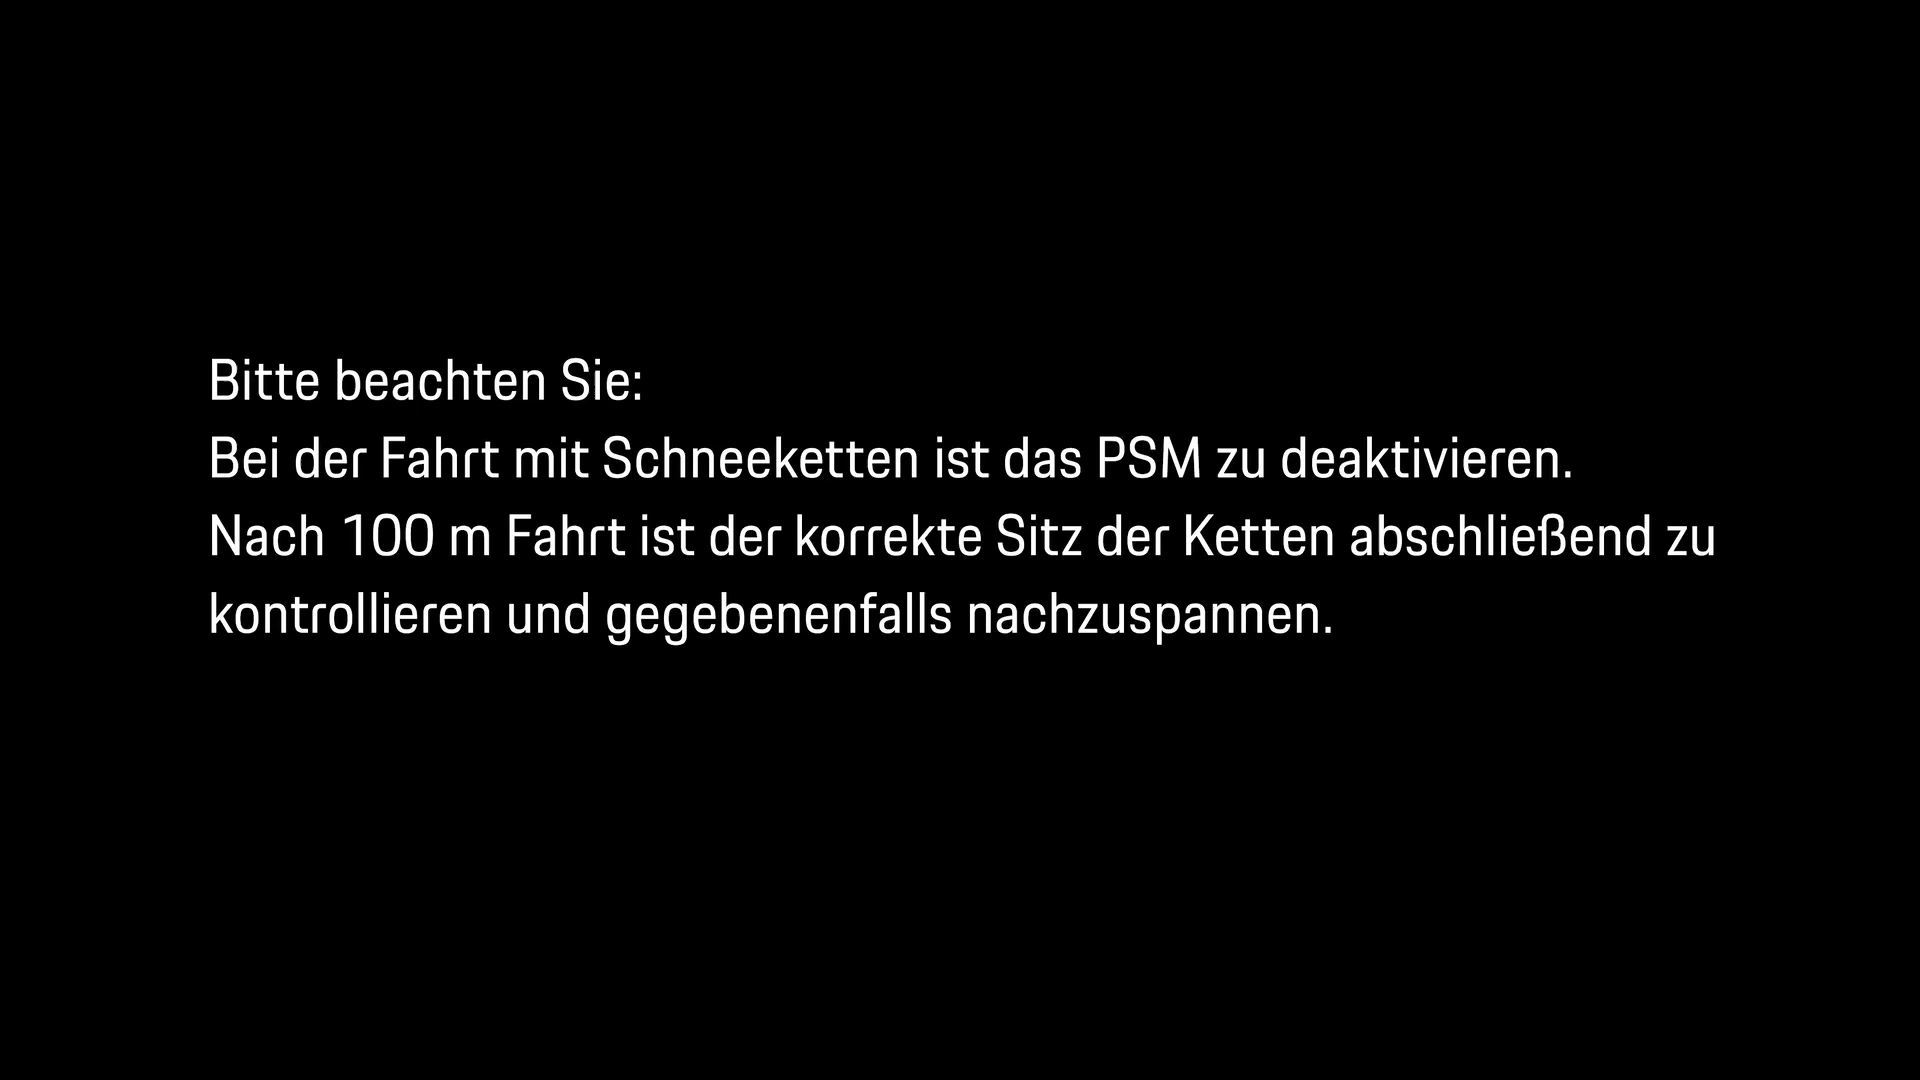 Bitte beachten Sie:
Bei der Fahrt mit Schneeketten ist das PSM zu deaktivieren.
Nach 100 m Fahrt ist der korrekte Sitz der Ketten abschließend zu
kontrollieren und gegebenenfalls nachzuspannen.